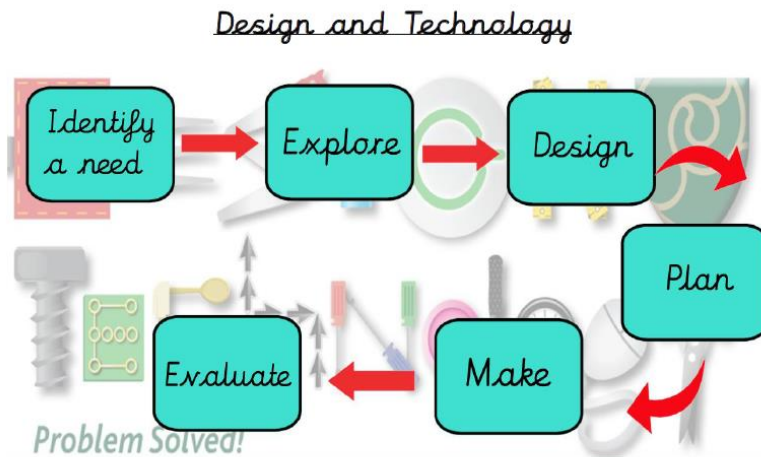 Design and Technology
Identify
a need
Explore
Design
Plan
Make
Evaluate
Problem Solved!